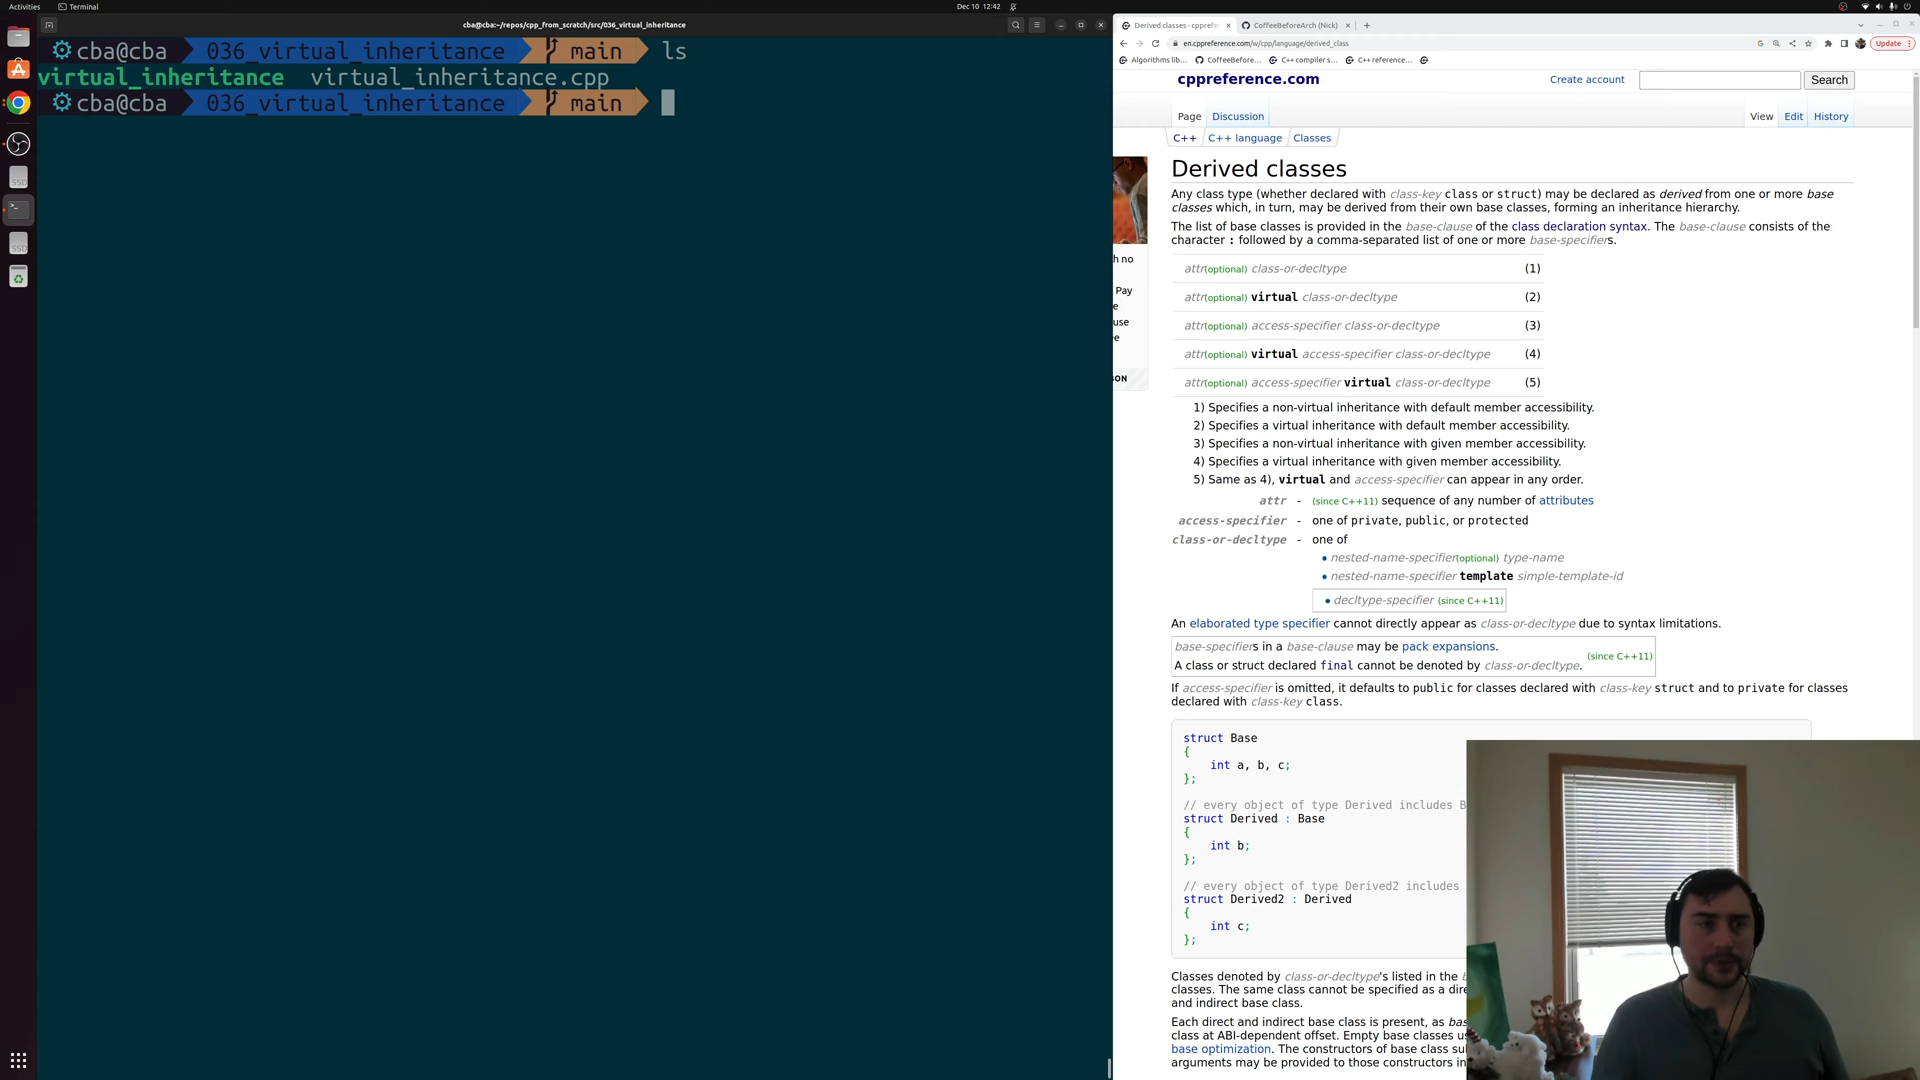 Activities
Terminal
Dec 10 12:42
cba@cba:~/repos/cpp_from_scratch/src/036_virtual_inheritance
cba@cba 036_virtual_inheritance main ls
virtual_inheritance virtual_inheritance.cpp
cba@cba 036_virtual_inheritance main
SSD
SSD
Derived classes - cpprefer
CoffeeBeforeArch (Nick)
en.cppreference.com/w/cpp/language/derived_class
Update
Algorithms lib...
CoffeeBefore...
C++ compiler s...
C++ reference...
cppreference.com
Create account
Search
Page
Discussion
View
Edit
History
C++
C++ language
Classes
h no
Pay
e
use
e
ON
Derived classes
Any class type (whether declared with class-key class or struct) may be declared as derived from one or more base
classes which, in turn, may be derived from their own base classes, forming an inheritance hierarchy.
The list of base classes is provided in the base-clause of the class declaration syntax. The base-clause consists of the
character : followed by a comma-separated list of one or more base-specifiers.
attr(optional) class-or-decltype (1)
attr(optional) virtual class-or-decltype (2)
attr(optional) access-specifier class-or-decltype (3)
attr(optional) virtual access-specifier class-or-decltype (4)
attr(optional) access-specifier virtual class-or-decltype (5)
1) Specifies a non-virtual inheritance with default member accessibility.
2) Specifies a virtual inheritance with default member accessibility.
3) Specifies a non-virtual inheritance with given member accessibility.
4) Specifies a virtual inheritance with given member accessibility.
5) Same as 4), virtual and access-specifier can appear in any order.
attr - (since C++11) sequence of any number of attributes
access-specifier - one of private, public, or protected
class-or-decltype - one of
• nested-name-specifier(optional) type-name
• nested-name-specifier template simple-template-id
• decltype-specifier (since C++11)
An elaborated type specifier cannot directly appear as class-or-decltype due to syntax limitations.
base-specifiers in a base-clause may be pack expansions.
A class or struct declared final cannot be denoted by class-or-decltype.
(since C++11)
If access-specifier is omitted, it defaults to public for classes declared with class-key struct and to private for classes
declared with class-key class.
struct Base
{
int a, b, c;
};
// every object of type Derived includes B
struct Derived : Base
{
int b;
};
// every object of type Derived2 includes
struct Derived2 : Derived
{
int c;
};
Classes denoted by class-or-decltype's listed in the b
classes. The same class cannot be specified as a dire
and indirect base class.
Each direct and indirect base class is present, as bas
class at ABI-dependent offset. Empty base classes us
base optimization. The constructors of base class sub
arguments may be provided to those constructors in